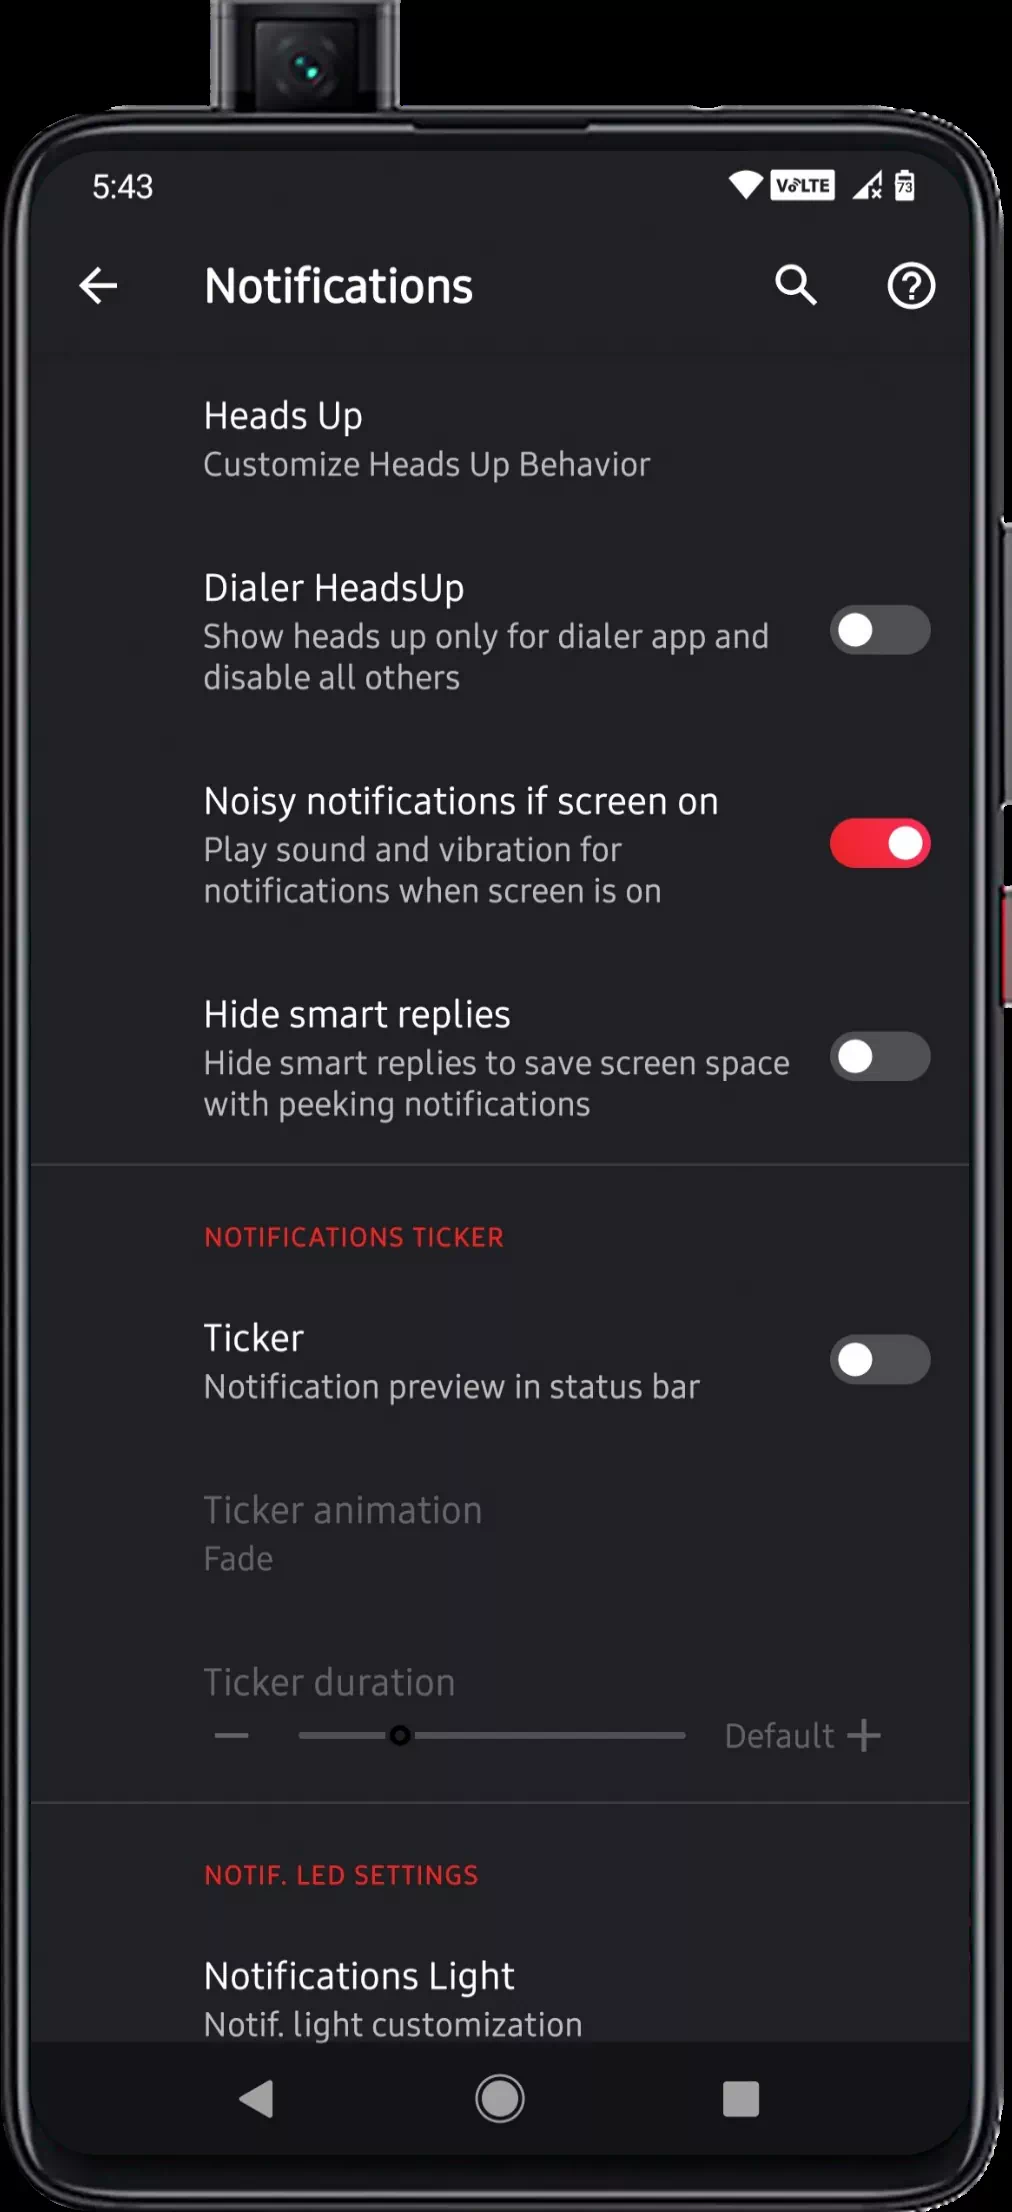 5:43 VoLTE 73
Notifications
Heads Up
Customize Heads Up Behavior
Dialer HeadsUp
Show heads up only for dialer app and
disable all others
Noisy notifications if screen on
Play sound and vibration for
notifications when screen is on
Hide smart replies
Hide smart replies to save screen space
with peeking notifications
NOTIFICATIONS TICKER
Ticker
Notification preview in status bar
Ticker animation
Fade
Ticker duration
Default
NOTIF. LED SETTINGS
Notifications Light
Notif. light customization